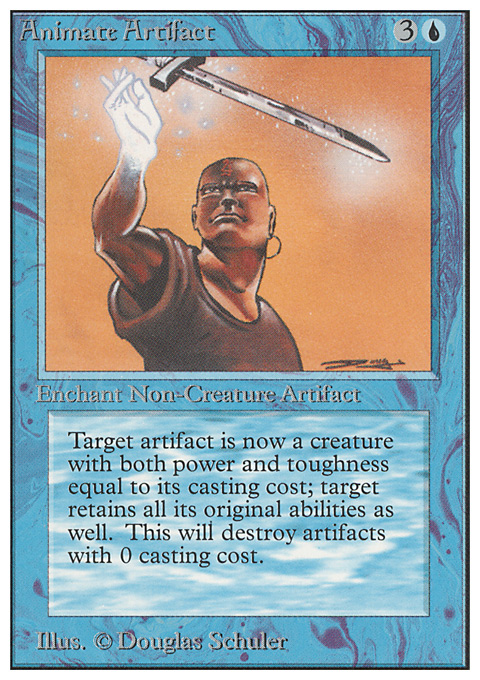 Animate Artifact
3
Enchant Non-Creature Artifact
Target artifact is now a creature
with both power and toughness
equal to its casting cost; target
retains all its original abilities as
well. This will destroy artifacts
with 0 casting cost.
Illus. © Douglas Schuler